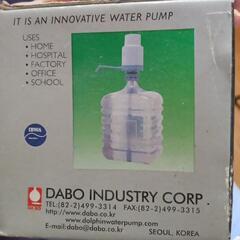 IT IS AN INNOVATIVE WATER PUMP
USES
• HOME
• HOSPITAL
• FACTORY
• OFFICE
• SCHOOL
DABO INDUSTRY CORP.
TEL:(82-2)499-3314 FAX:(82-2)499-3315
http://www.dabo.co.kr
www.dolphinwaterpump.com
E-mail:dabo@dabo.co.kr
SEOUL, KOREA